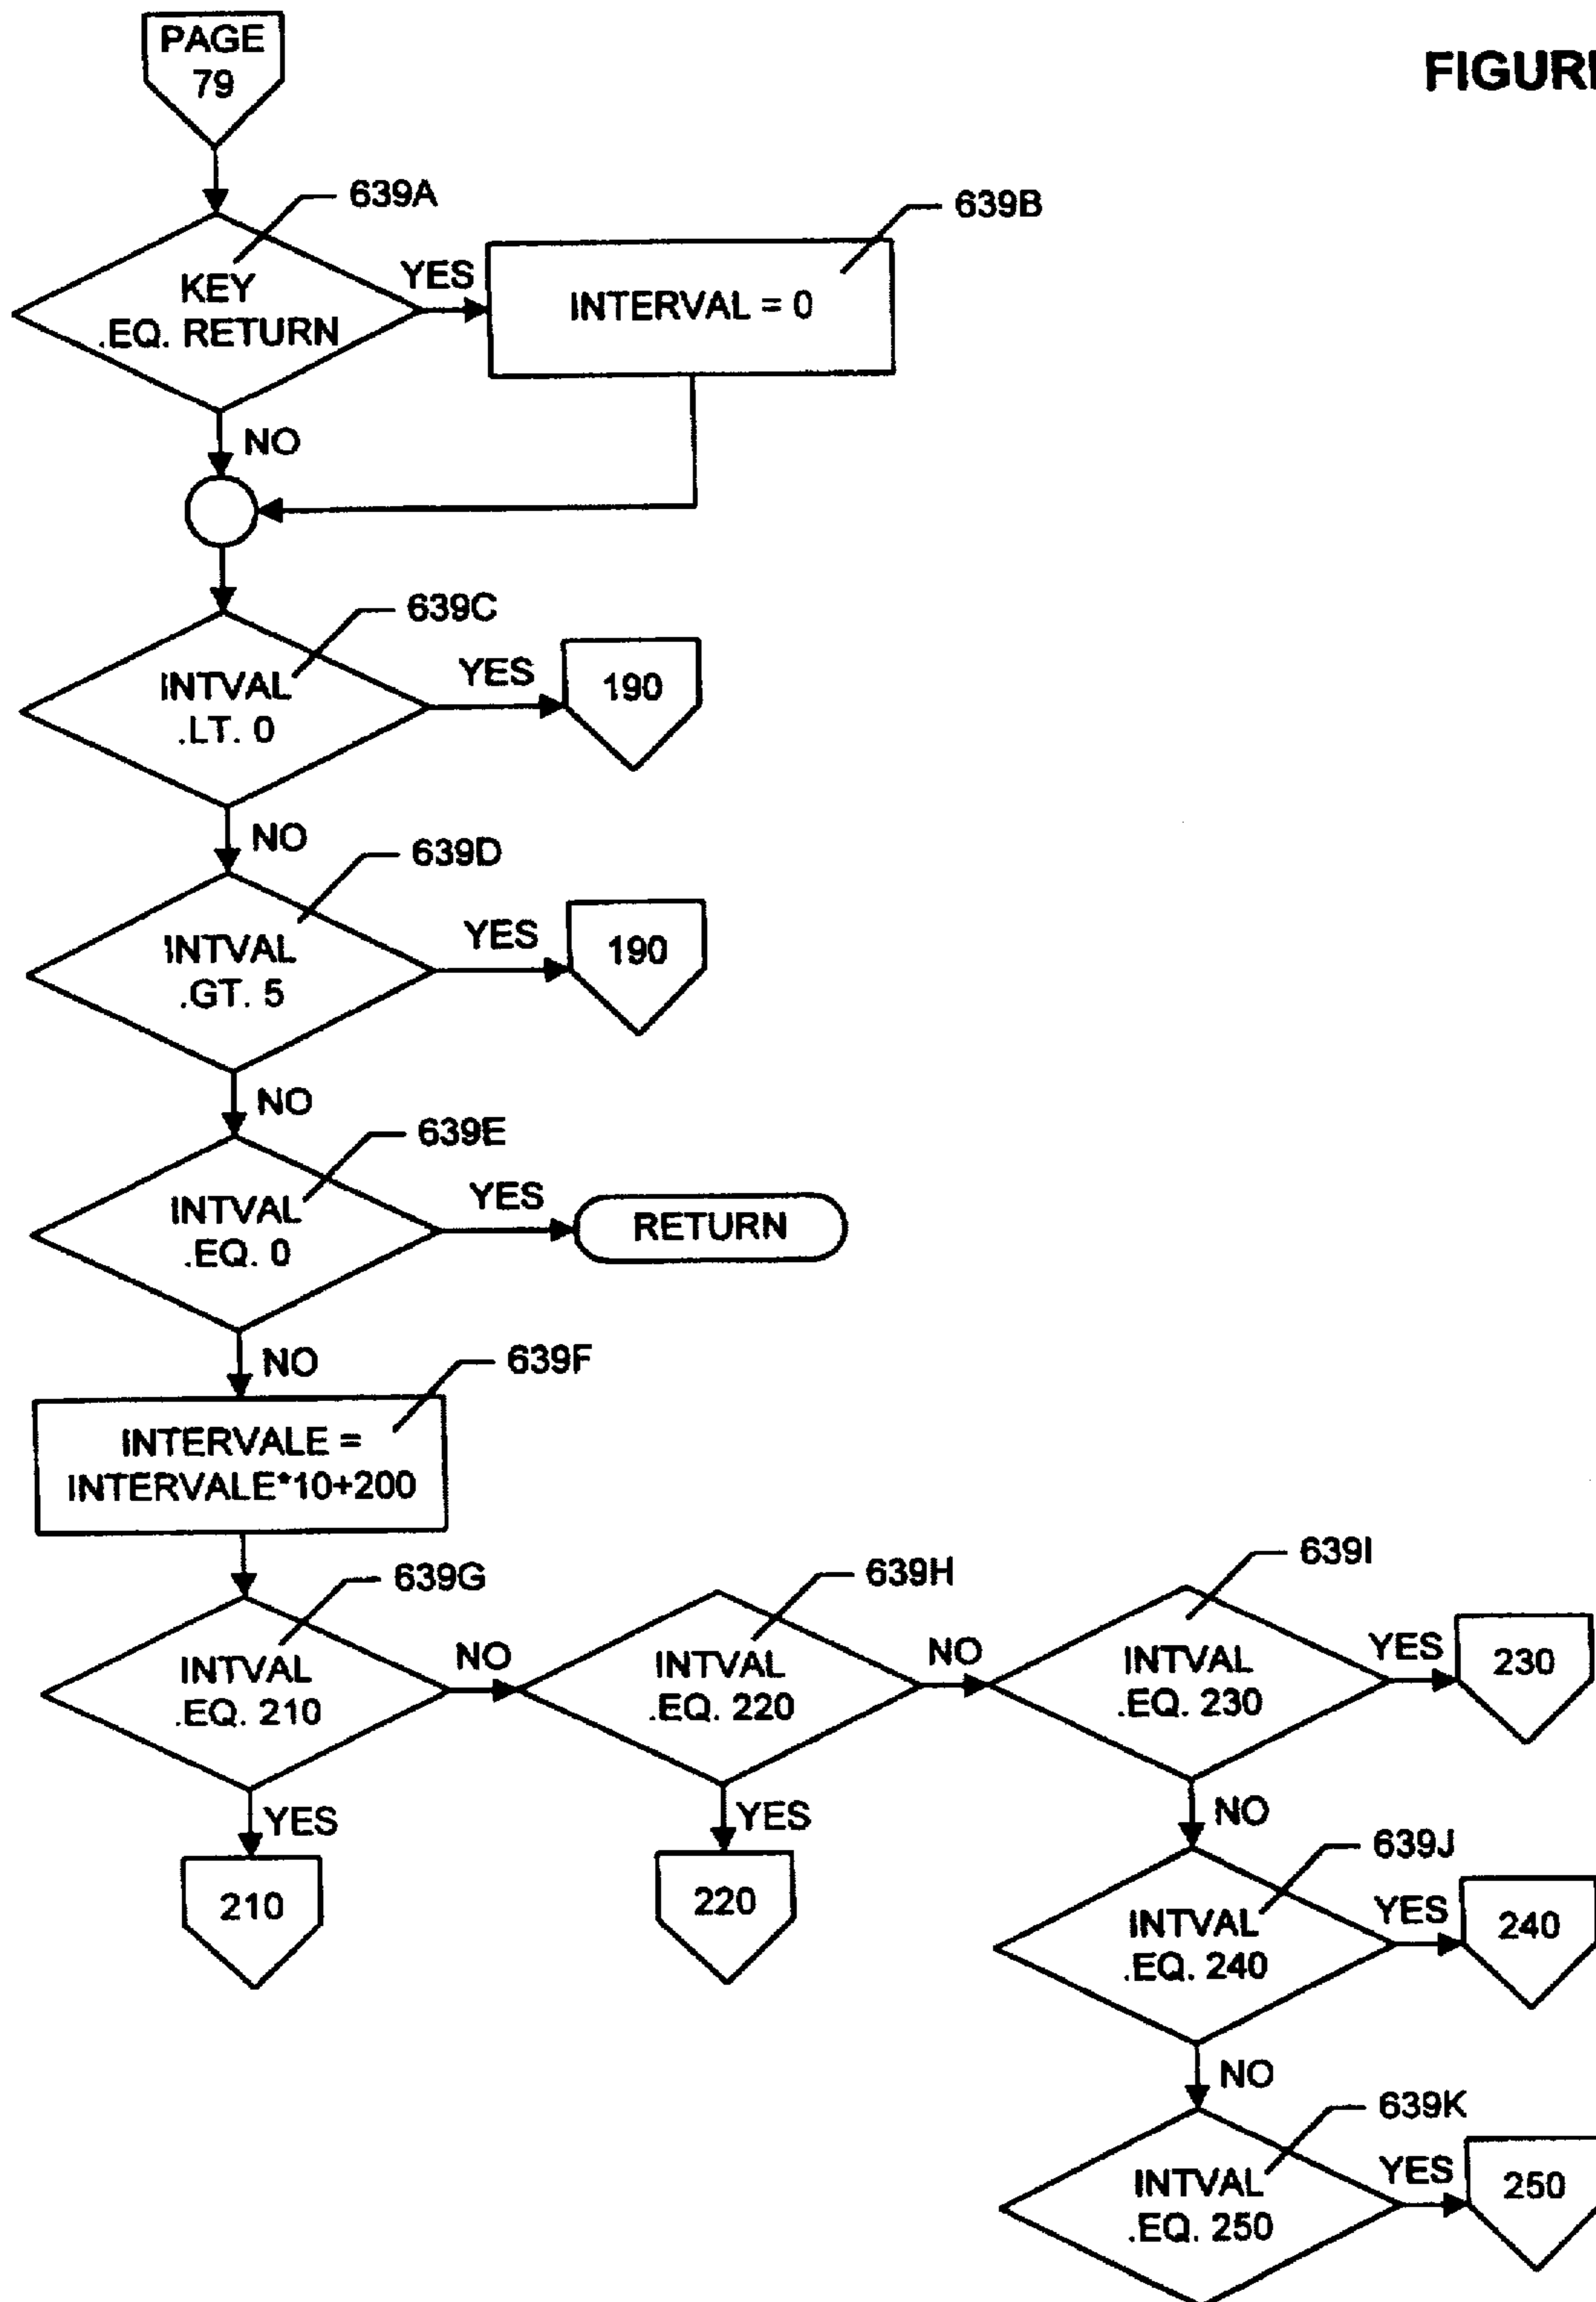 PAGE
79
FIGURE
639A
639B
KEY
.EQ. RETURN
YES
INTERVAL = 0
NO
639C
INTVAL
.LT. 0
YES
190
NO
639D
INTVAL
.GT. 5
YES
190
NO
639E
INTVAL
.EQ. 0
YES
RETURN
NO
639F
INTERVALE =
INTERVALE*10+200
639G
INTVAL
.EQ. 210
NO
639H
INTVAL
.EQ. 220
NO
639I
INTVAL
.EQ. 230
YES
230
YES
210
YES
220
NO
639J
INTVAL
.EQ. 240
YES
240
NO
639K
INTVAL
.EQ. 250
YES
250